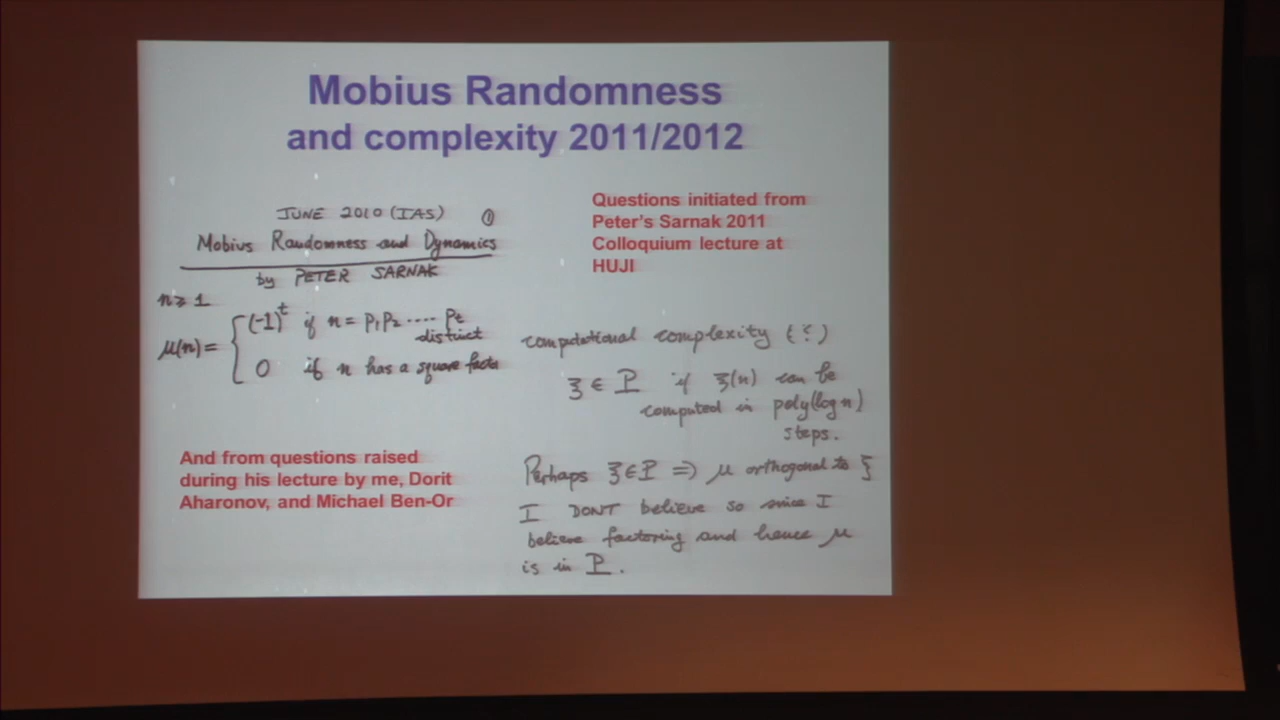 Mobius Randomness
and complexity 2011/2012
JUNE 2010 (IAS) ①
Mobius Randomness and Dynamics
by PETER SARNAK
n ≥ 1
μ(n) = { (-1)^t if n = p₁p₂ ···· p_t
distinct
0 if n has a square factor
And from questions raised
during his lecture by me, Dorit
Aharonov, and Michael Ben-Or
Questions initiated from
Peter's Sarnak 2011
Colloquium lecture at
HUJI
computational complexity (?)
ξ ∈ P if ξ(n) can be
computed in poly(log n)
steps.
Perhaps ξ ∈ P ⇒ μ orthogonal to ξ
I DONT believe so since I
believe factoring and hence μ
is in P.